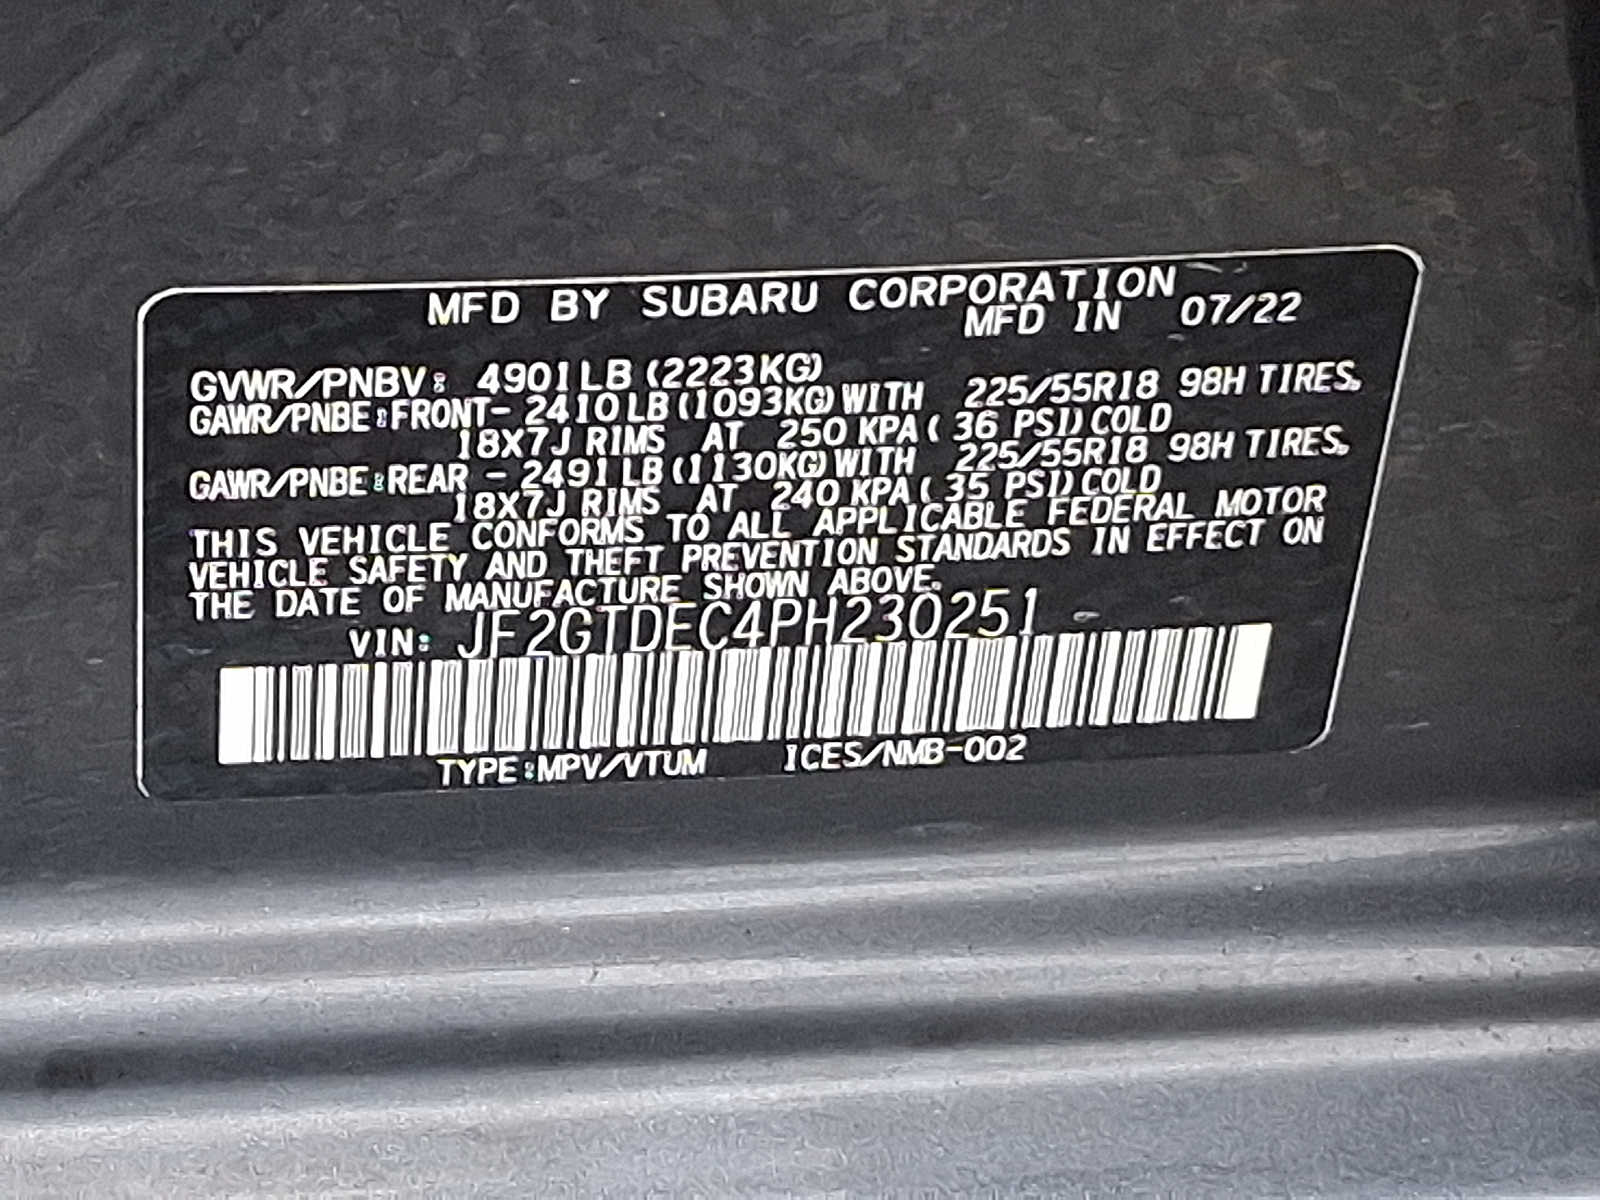 MFD BY SUBARU CORPORATION
MFD IN 07/22
GVWR/PNBV: 4901LB (2223KG)
GAWR/PNBE:FRONT- 2410LB(1093KG)WITH 225/55R18 98H TIRES.
18X7J RIMS AT 250 KPA( 36 PSI)COLD
GAWR/PNBE:REAR - 2491LB(1130KG)WITH 225/55R18 98H TIRES.
18X7J RIMS AT 240 KPA( 35 PSI)COLD
THIS VEHICLE CONFORMS TO ALL APPLICABLE FEDERAL MOTOR
VEHICLE SAFETY AND THEFT PREVENTION STANDARDS IN EFFECT ON
THE DATE OF MANUFACTURE SHOWN ABOVE.
VIN: JF2GTDEC4PH230251
TYPE:MPV/VTUM ICES/NMB-002